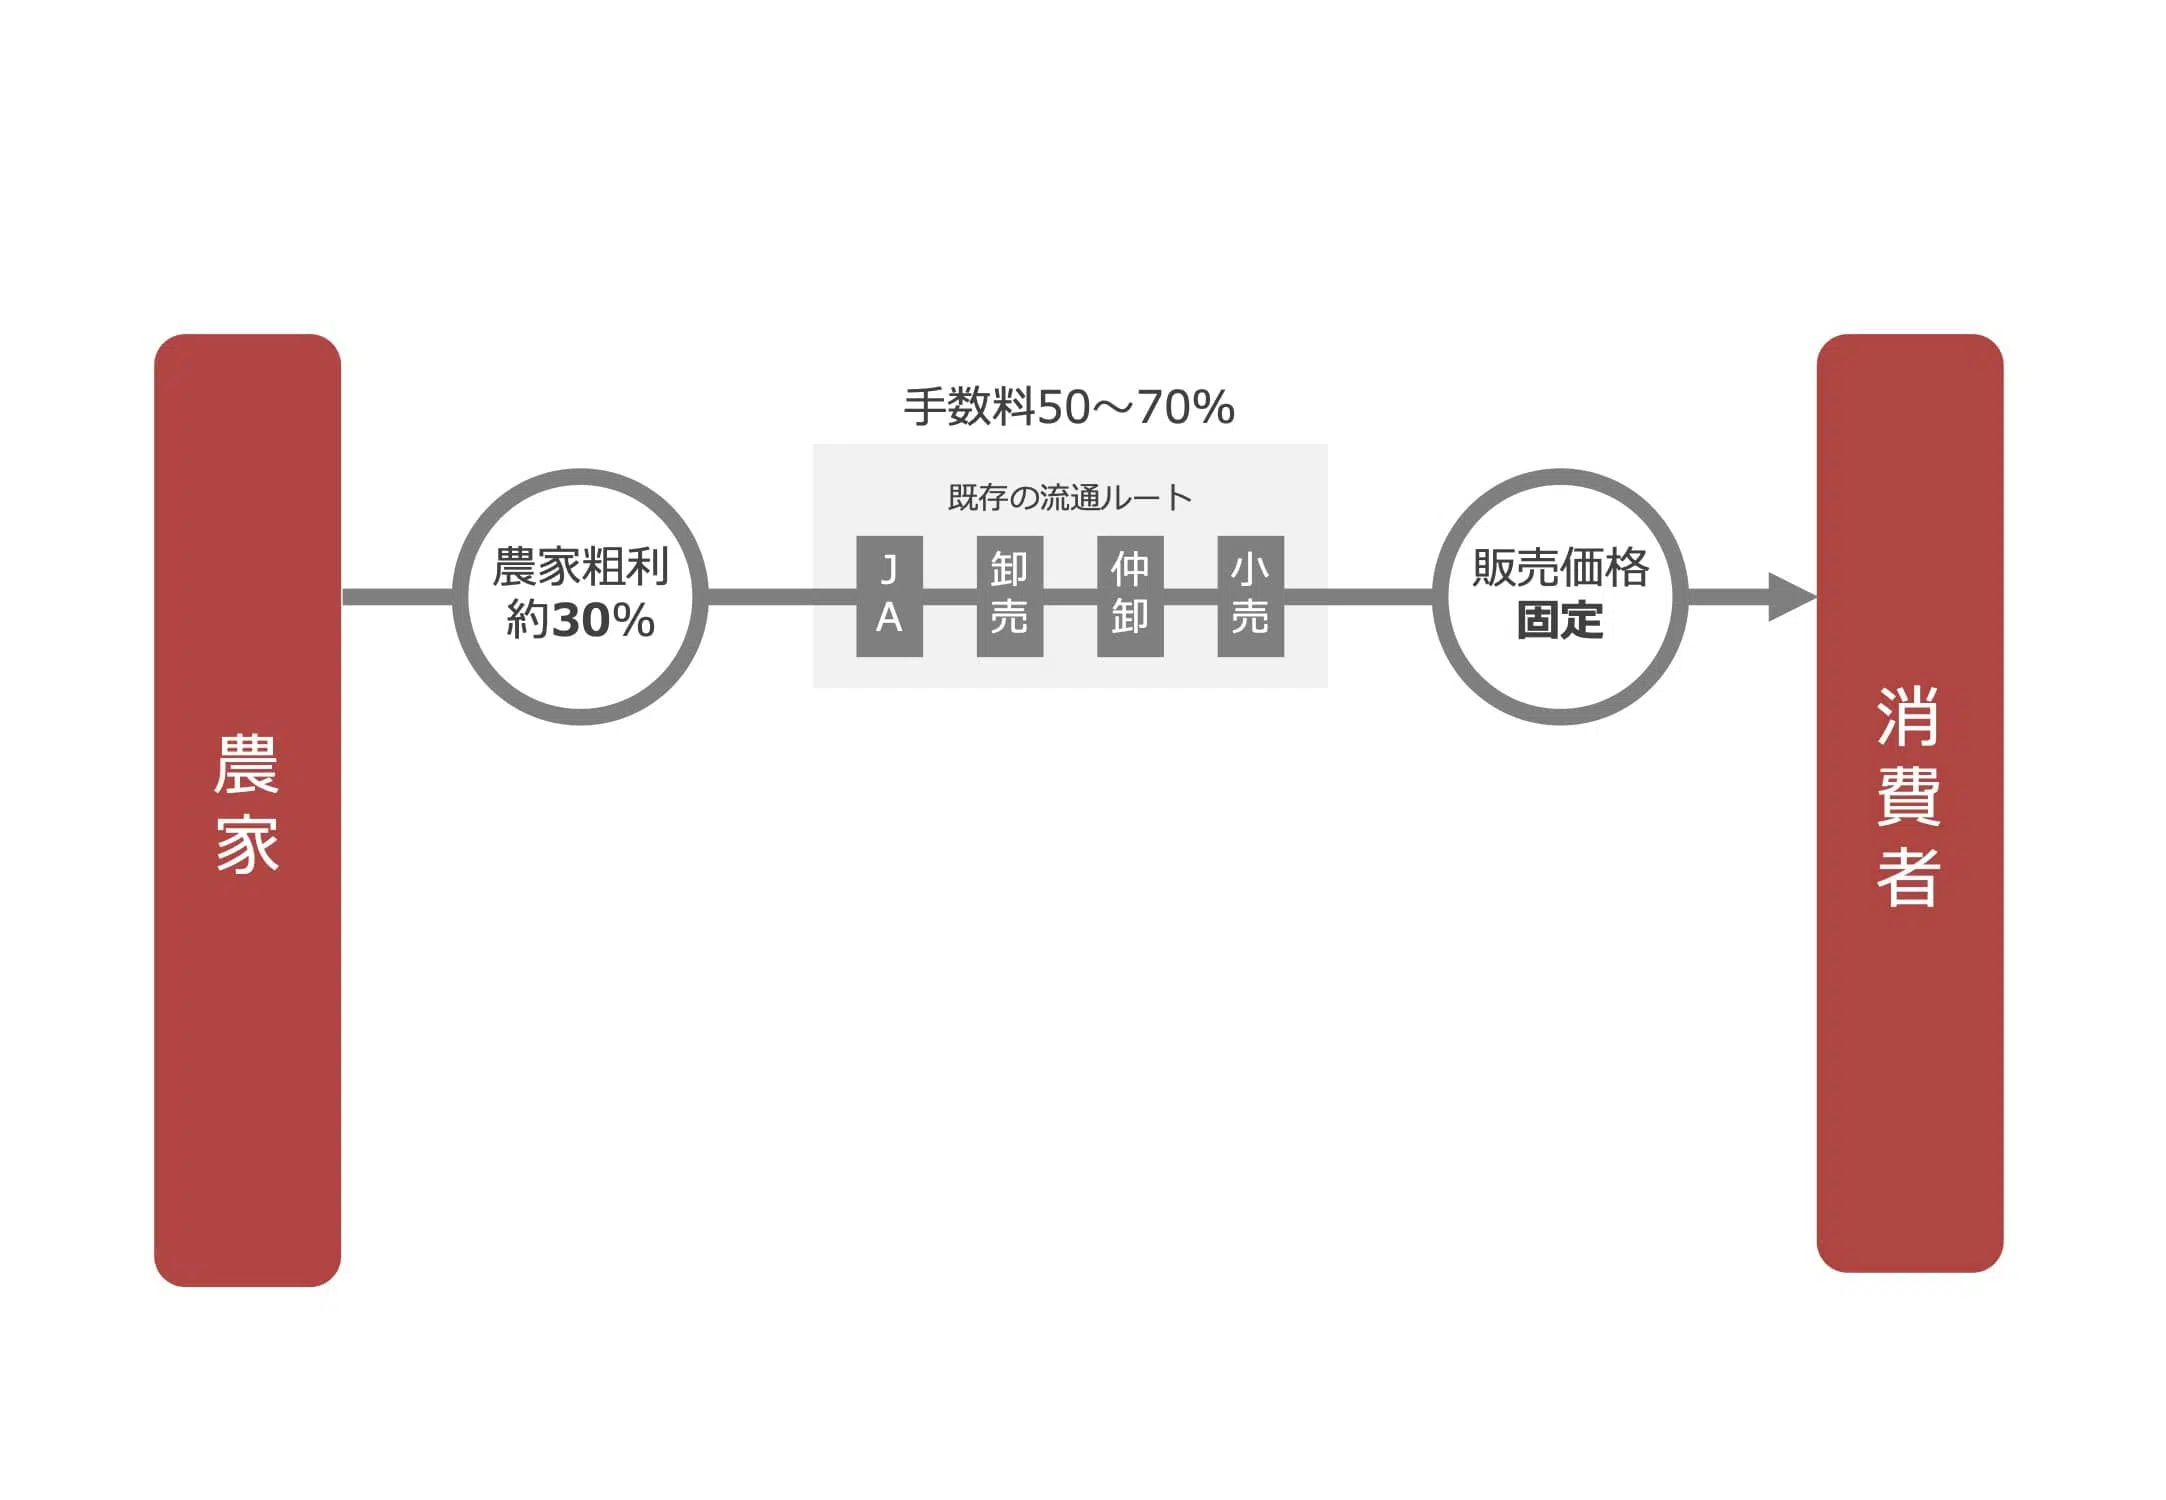 手数料50～70%
既存の流通ルート
農家粗利
約30%
JA
卸売
仲卸
小売
販売価格
固定
農家
消費者